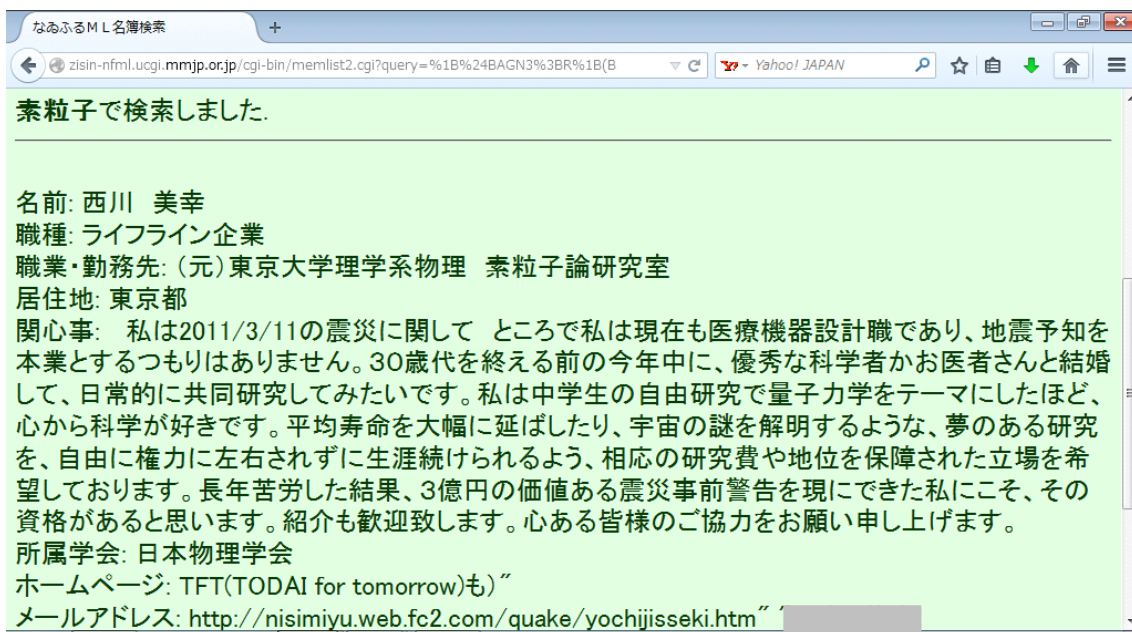 なゐふるＭＬ名簿検索
zisin-nfml.ucgi.mmjp.or.jp/cgi-bin/memlist2.cgi?query=%1B%24BAGN3%3BR%1B(B
Yahoo! JAPAN
素粒子で検索しました.
名前: 西川　美幸
職種: ライフライン企業
職業・勤務先: （元）東京大学理学系物理　素粒子論研究室
居住地: 東京都
関心事:　私は2011/3/11の震災に関して　ところで私は現在も医療機器設計職であり、地震予知を
本業とするつもりはありません。３０歳代を終える前の今年中に、優秀な科学者かお医者さんと結婚
して、日常的に共同研究してみたいです。私は中学生の自由研究で量子力学をテーマにしたほど、
心から科学が好きです。平均寿命を大幅に延ばしたり、宇宙の謎を解明するような、夢のある研究
を、自由に権力に左右されずに生涯続けられるよう、相応の研究費や地位を保障された立場を希
望しております。長年苦労した結果、３億円の価値ある震災事前警告を現にできた私にこそ、その
資格があると思います。紹介も歓迎致します。心ある皆様のご協力をお願い申し上げます。
所属学会: 日本物理学会
ホームページ: TFT(TODAI for tomorrow)も)"
メールアドレス: http://nisimiyu.web.fc2.com/quake/yochijisseki.htm" '